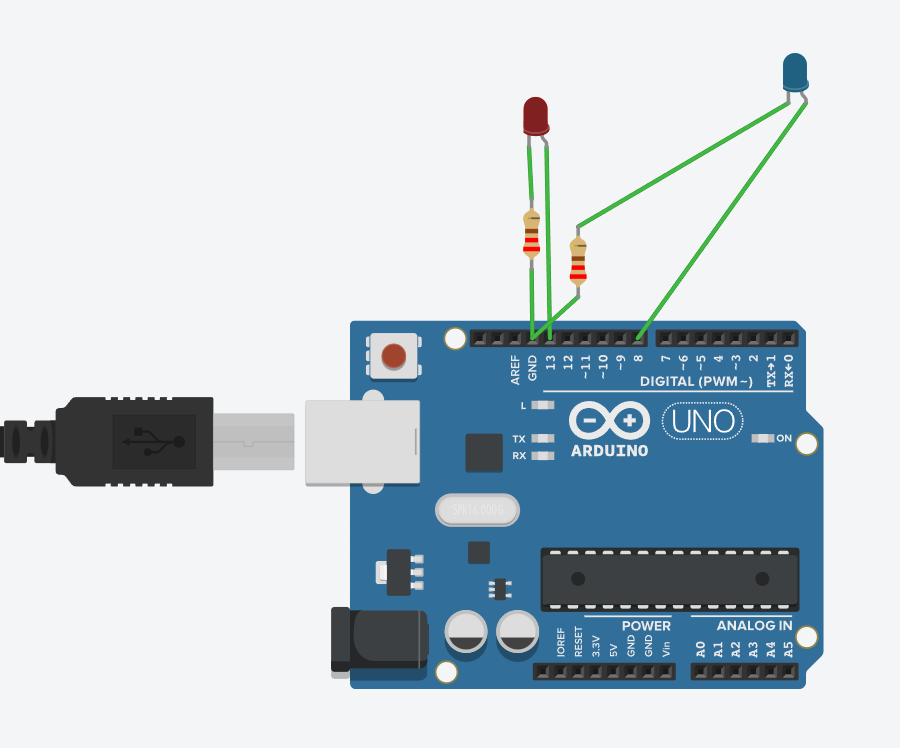 AREF
GND
13
12
~11
~10
~9
8
7
~6
~5
4
~3
2
TX→1
RX←0
DIGITAL (PWM~)
L
TX
RX
ARDUINO
UNO
ON
SPK16.000G
IOREF
RESET
3.3V
5V
GND
GND
Vin
POWER
ANALOG IN
A0
A1
A2
A3
A4
A5